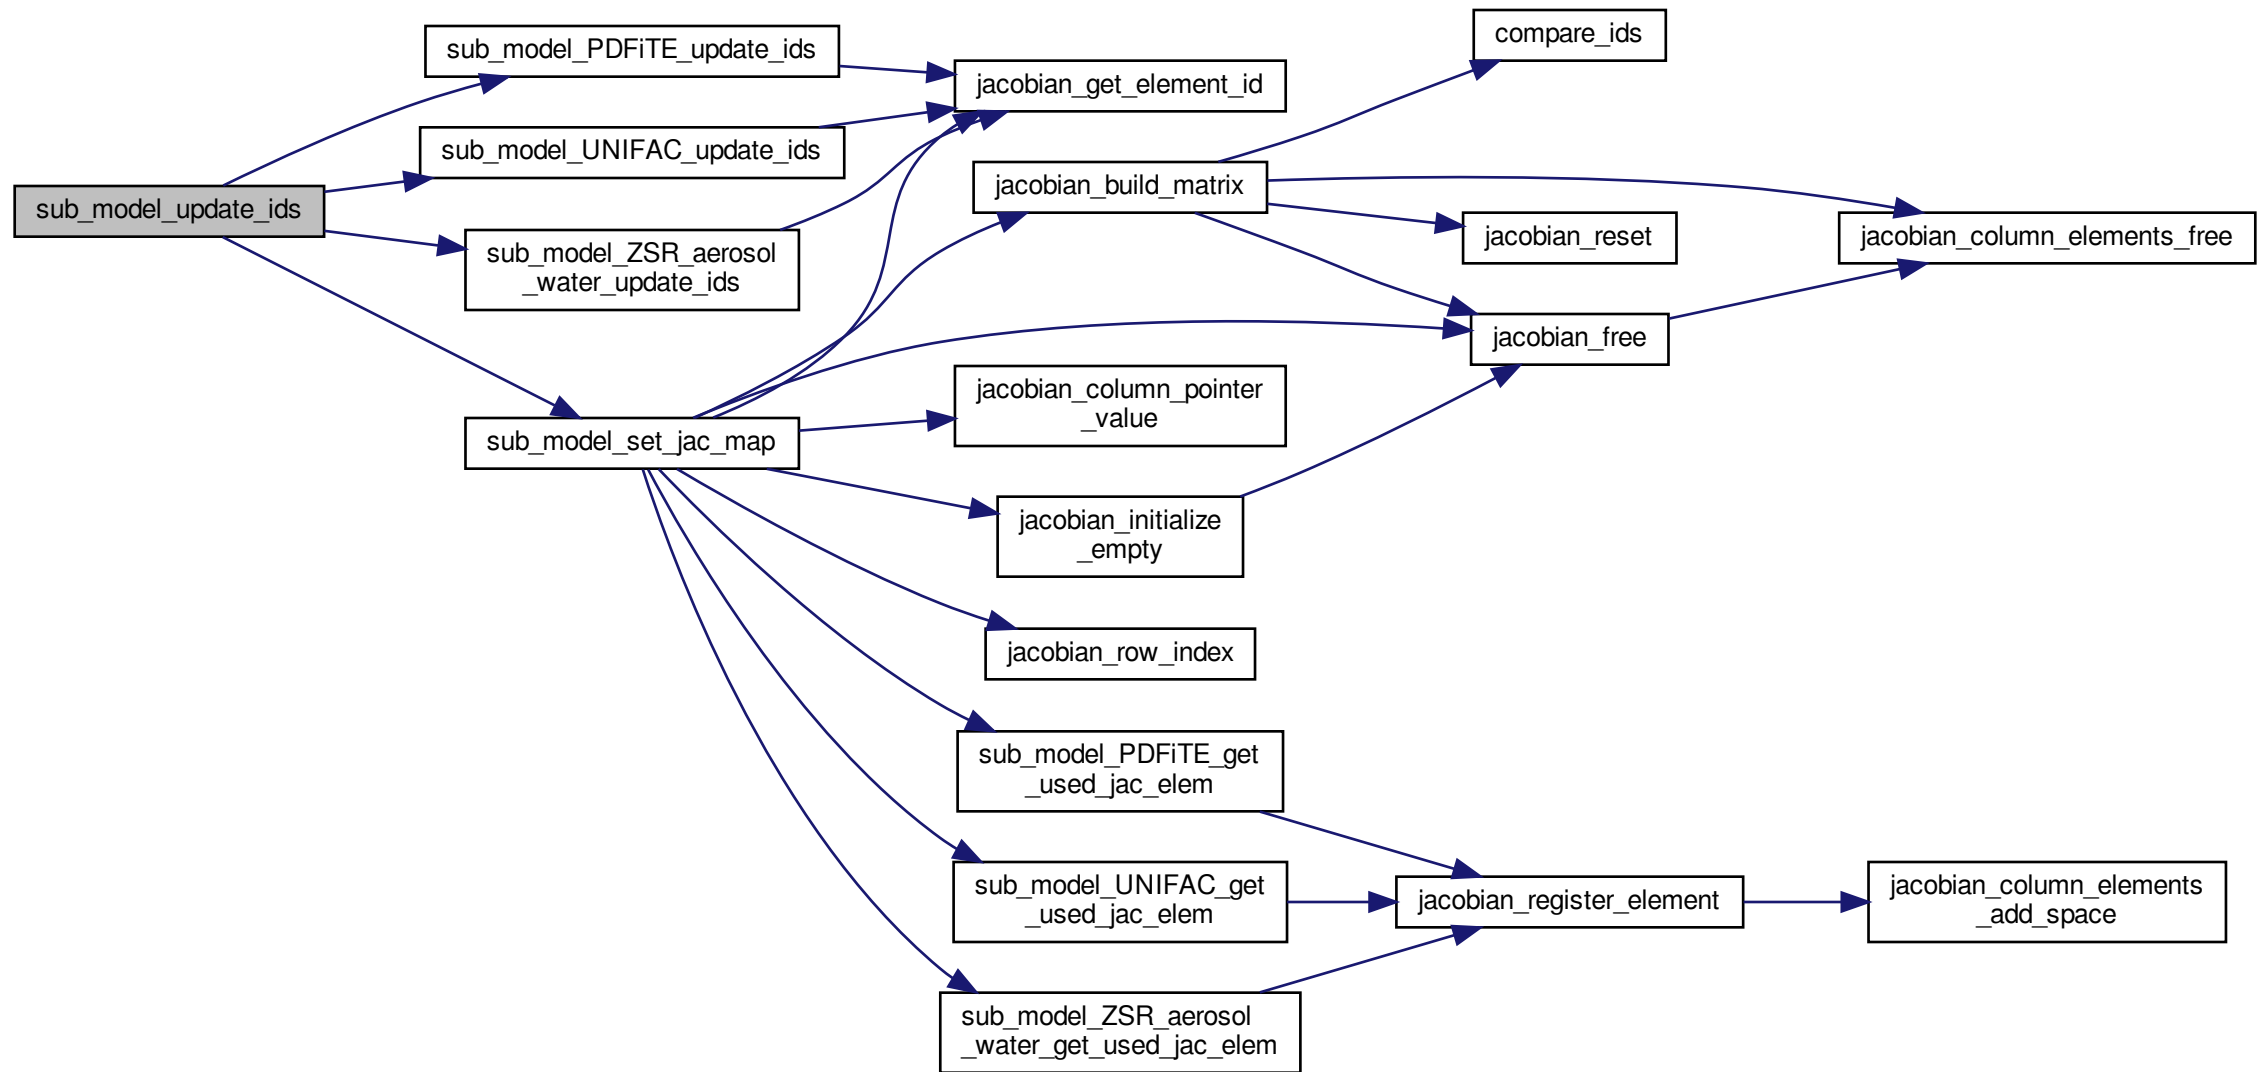 sub_model_update_ids
sub_model_PDFiTE_update_ids
sub_model_UNIFAC_update_ids
sub_model_ZSR_aerosol
_water_update_ids
sub_model_set_jac_map
jacobian_get_element_id
jacobian_build_matrix
jacobian_column_pointer
_value
jacobian_initialize
_empty
jacobian_row_index
sub_model_PDFiTE_get
_used_jac_elem
sub_model_UNIFAC_get
_used_jac_elem
sub_model_ZSR_aerosol
_water_get_used_jac_elem
compare_ids
jacobian_reset
jacobian_free
jacobian_register_element
jacobian_column_elements_free
jacobian_column_elements
_add_space